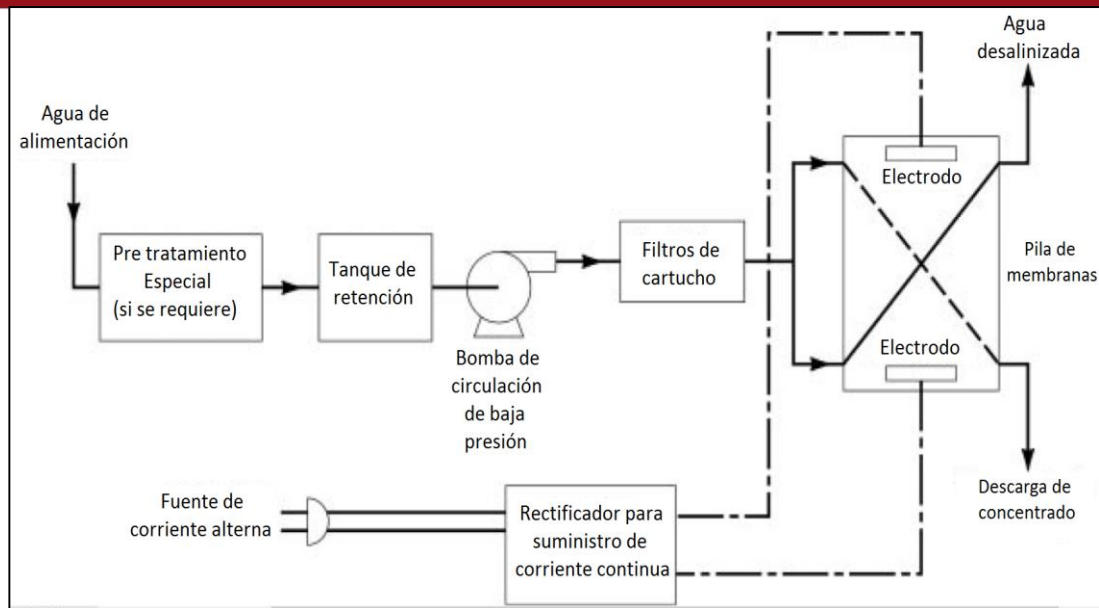 Agua
desalinizada
Agua de
alimentación
Electrodo
Pre tratamiento
Especial
(si se requiere)
Tanque de
retención
Filtros de
cartucho
Pila de
membranas
Electrodo
Bomba de
circulación
de baja
presión
Descarga de
concentrado
Fuente de
corriente alterna
Rectificador para
suministro de
corriente continua